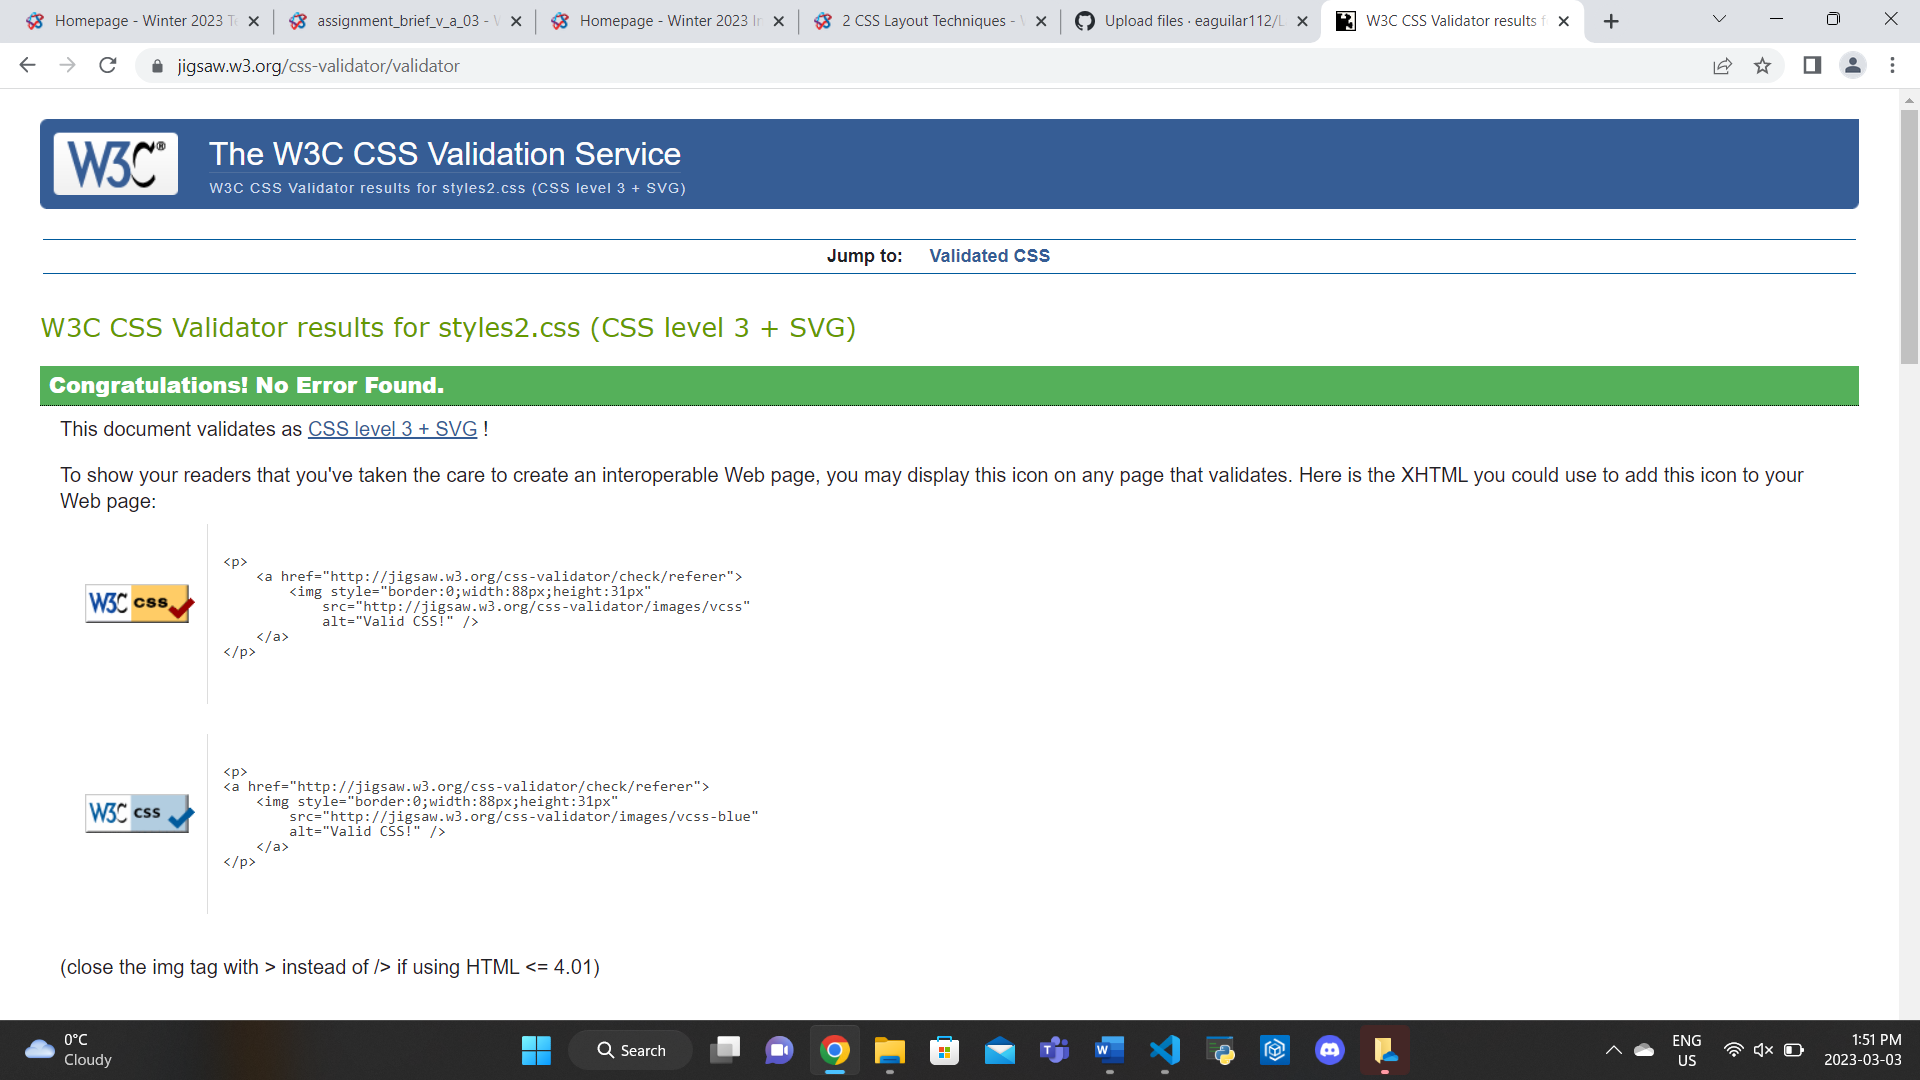 Homepage - Winter 2023 T
assignment_brief_v_a_03 -
Homepage - Winter 2023 I
2 CSS Layout Techniques -
Upload files · eaguilar112/L
W3C CSS Validator results f
jigsaw.w3.org/css-validator/validator
W3C®
The W3C CSS Validation Service
W3C CSS Validator results for styles2.css (CSS level 3 + SVG)
Jump to: Validated CSS
W3C CSS Validator results for styles2.css (CSS level 3 + SVG)
Congratulations! No Error Found.
This document validates as CSS level 3 + SVG !
To show your readers that you've taken the care to create an interoperable Web page, you may display this icon on any page that validates. Here is the XHTML you could use to add this icon to your
Web page:
W3C css
<p>
<a href="http://jigsaw.w3.org/css-validator/check/referer">
<img style="border:0;width:88px;height:31px"
src="http://jigsaw.w3.org/css-validator/images/vcss"
alt="Valid CSS!" />
</a>
</p>
W3C css
<p>
<a href="http://jigsaw.w3.org/css-validator/check/referer">
<img style="border:0;width:88px;height:31px"
src="http://jigsaw.w3.org/css-validator/images/vcss-blue"
alt="Valid CSS!" />
</a>
</p>
(close the img tag with > instead of /> if using HTML <= 4.01)
0°C
Cloudy
Search
ENG
US
1:51 PM
2023-03-03